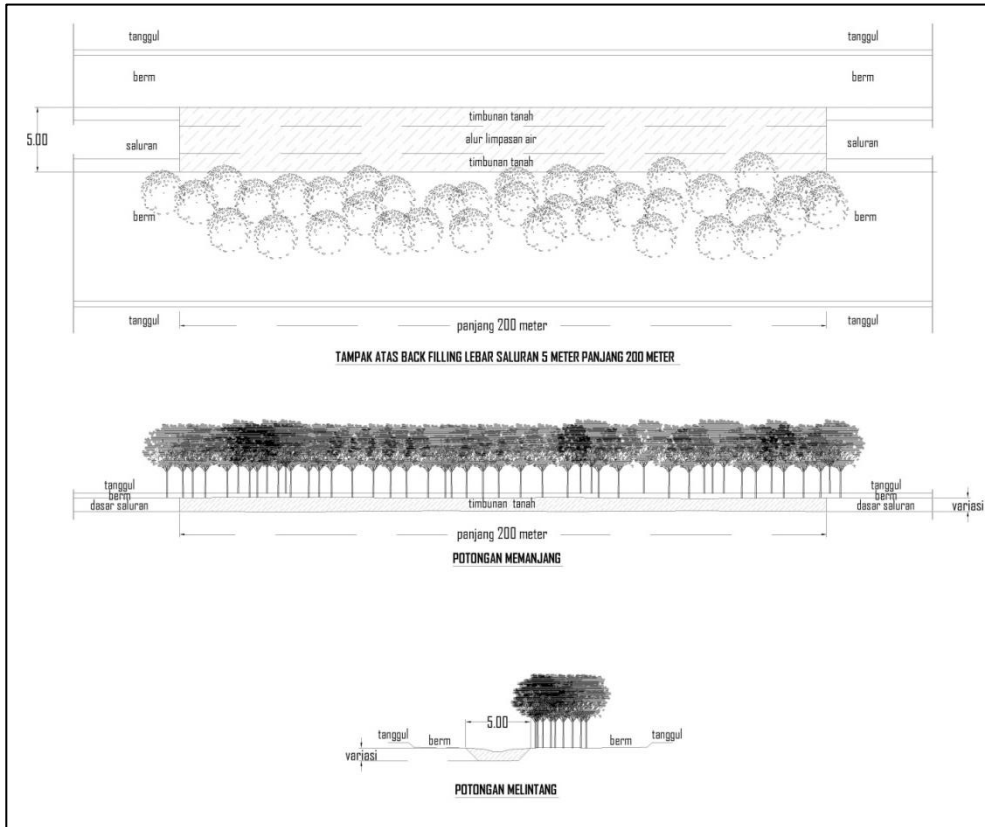 tanggul
tanggul
berm
berm
timbunan tanah
5.00
saluran
alur limpasan air
saluran
timbunan tanah
berm
berm
tanggul
tanggul
panjang 200 meter
TAMPAK ATAS BACK FILLING LEBAR SALURAN 5 METER PANJANG 200 METER
tanggul
tanggul
berm
berm
dasar saluran
timbunan tanah
dasar saluran
variasi
panjang 200 meter
POTONGAN MEMANJANG
5.00
tanggul
berm
berm
tanggul
variasi
POTONGAN MELINTANG